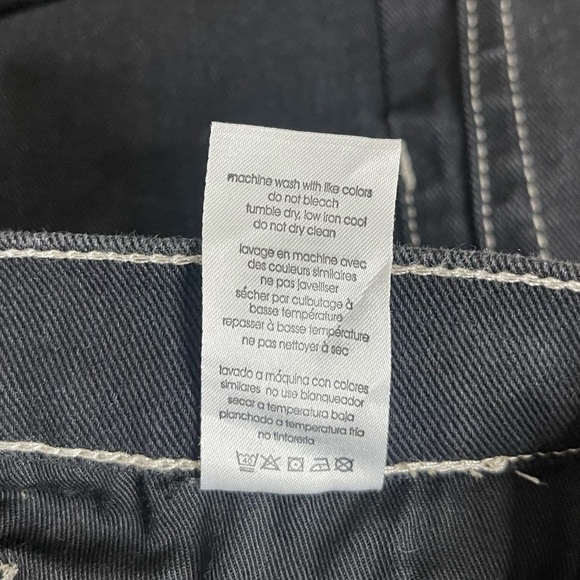 machine wash with like colors
do not bleach
tumble dry, low iron cool
do not dry clean
lavage en machine avec
des couleurs similaires
ne pas javelliser
sécher par culbutage à
basse température
repasser à basse température
ne pas nettoyer à sec
lavado a máquina con colores
similares no use blanqueador
secar a temperatura baja
planchado a temperatura fría
no tintorería
40